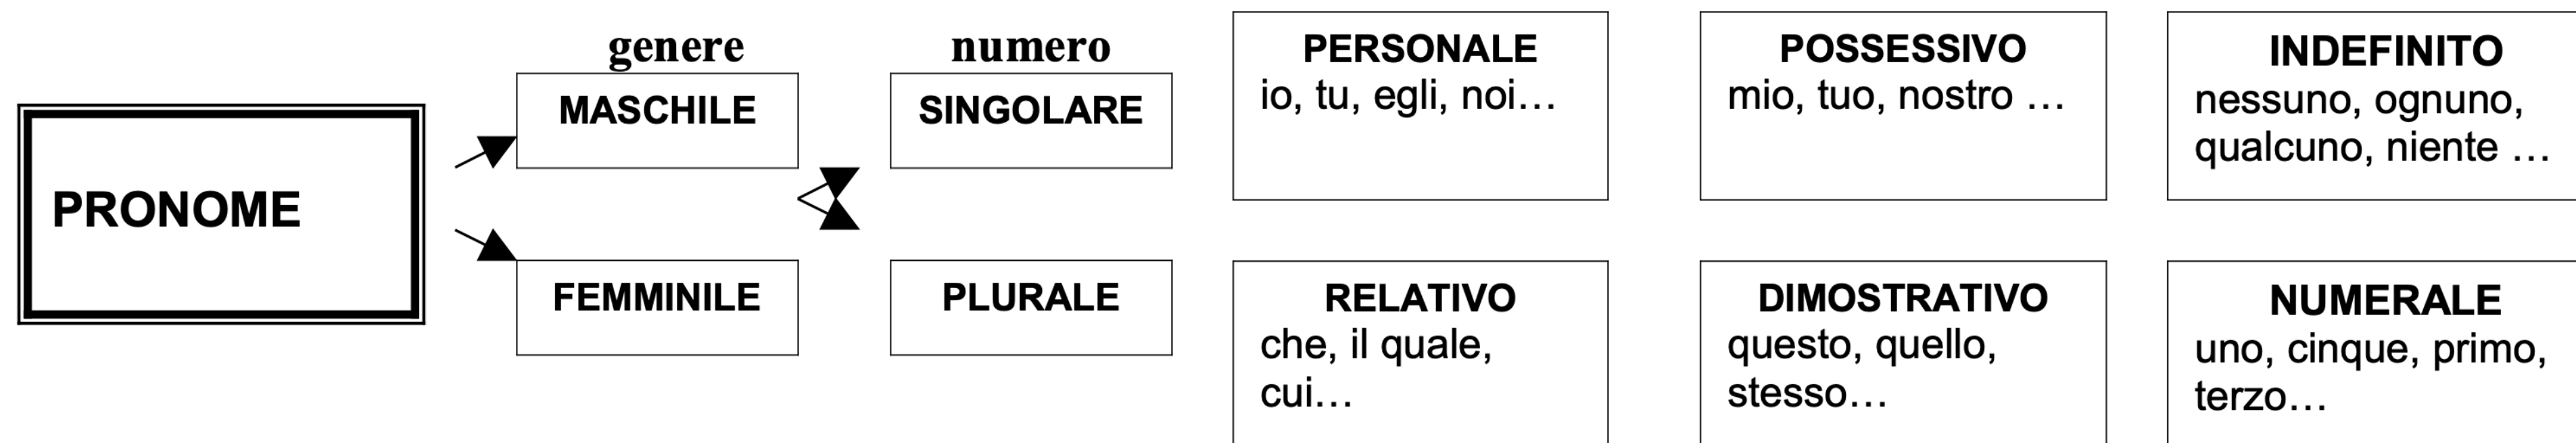 PRONOME
genere
MASCHILE
FEMMINILE
numero
SINGOLARE
PLURALE
PERSONALE
io, tu, egli, noi…
POSSESSIVO
mio, tuo, nostro …
INDEFINITO
nessuno, ognuno,
qualcuno, niente …
RELATIVO
che, il quale,
cui…
DIMOSTRATIVO
questo, quello,
stesso…
NUMERALE
uno, cinque, primo,
terzo…